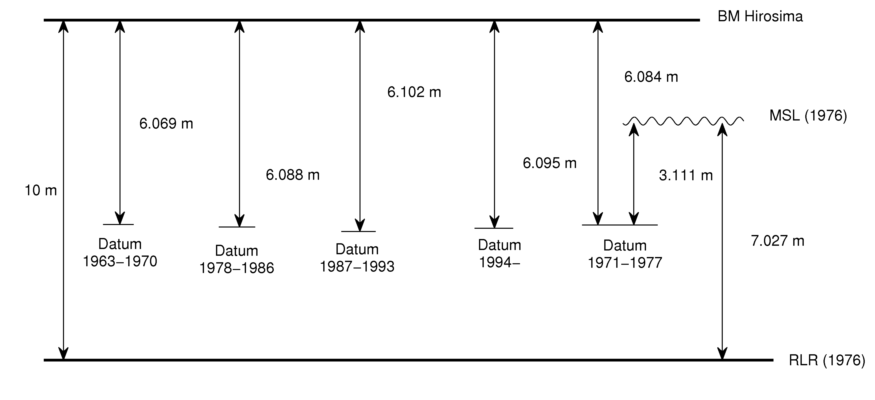 BM Hirosima
6.084 m
6.102 m
MSL (1976)
6.069 m
6.095 m
6.088 m
3.111 m
10 m
Datum
1963–1970
Datum
1978–1986
Datum
1987–1993
Datum
1994–
Datum
1971–1977
7.027 m
RLR (1976)